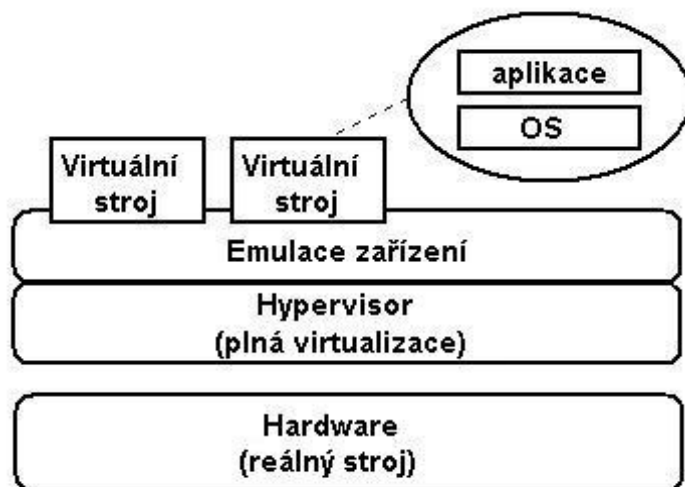 aplikace
OS
Virtuální
stroj
Virtuální
stroj
Emulace zařízení
Hypervisor
(plná virtualizace)
Hardware
(reálný stroj)